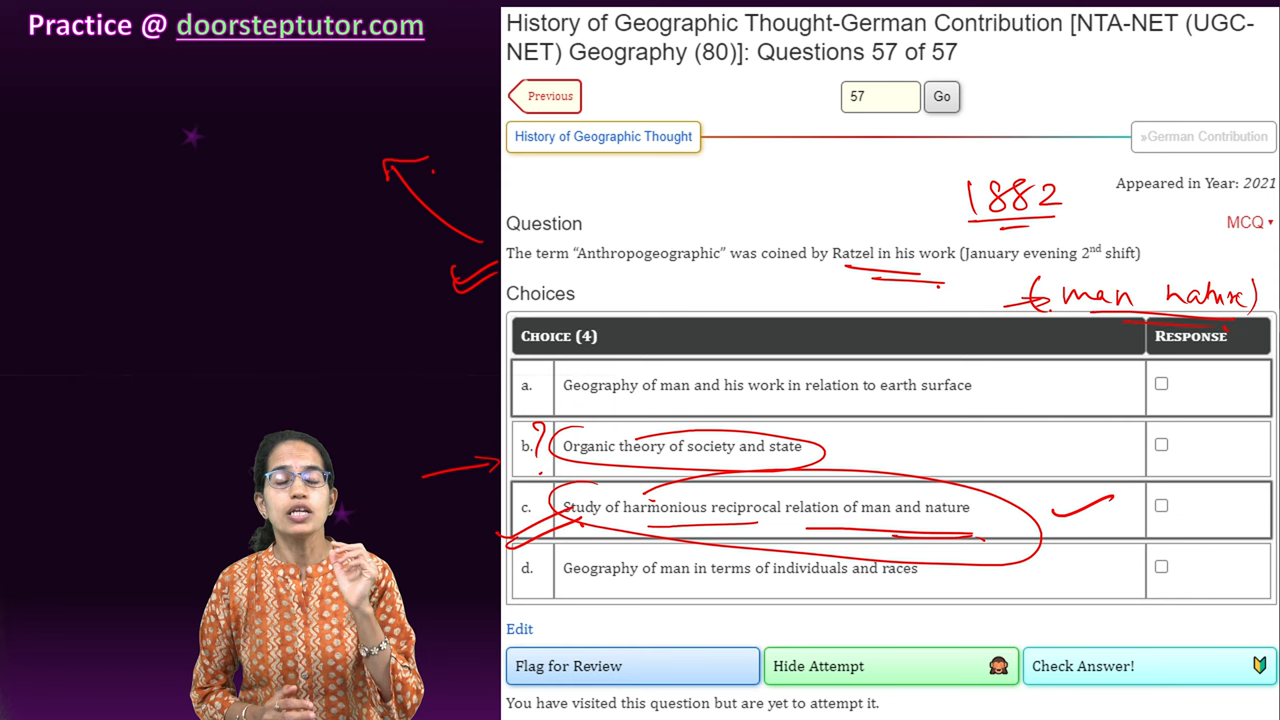 Practice @ doorsteptutor.com
History of Geographic Thought-German Contribution [NTA-NET (UGC-
NET) Geography (80)]: Questions 57 of 57
Previous
57
Go
History of Geographic Thought
»German Contribution
Appeared in Year: 2021
1882
Question
MCQ
The term “Anthropogeographic” was coined by Ratzel in his work (January evening 2nd shift)
Choices
man nature)
CHOICE (4)
RESPONSE
a. Geography of man and his work in relation to earth surface
b. ? Organic theory of society and state
c. Study of harmonious reciprocal relation of man and nature
d. Geography of man in terms of individuals and races
Edit
Flag for Review
Hide Attempt
Check Answer!
You have visited this question but are yet to attempt it.